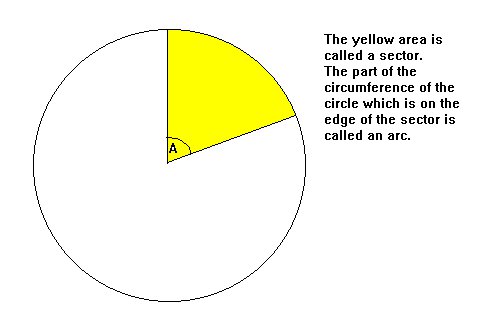 The yellow area is
called a sector.
The part of the
circumference of the
circle which is on the
edge of the sector is
called an arc.
A